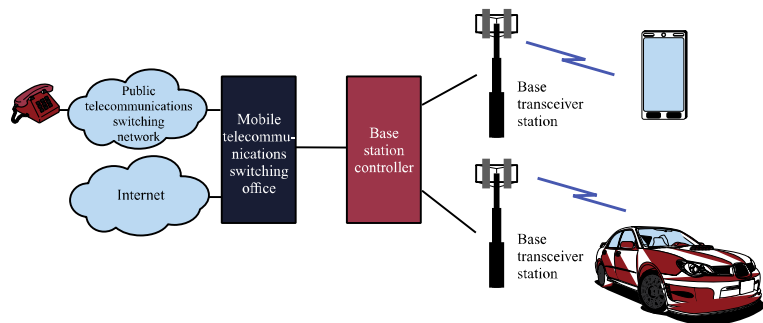 Public
telecommunications
switching
network
Internet
Mobile
telecommu-
nications
switching
office
Base
station
controller
Base
transceiver
station
Base
transceiver
station